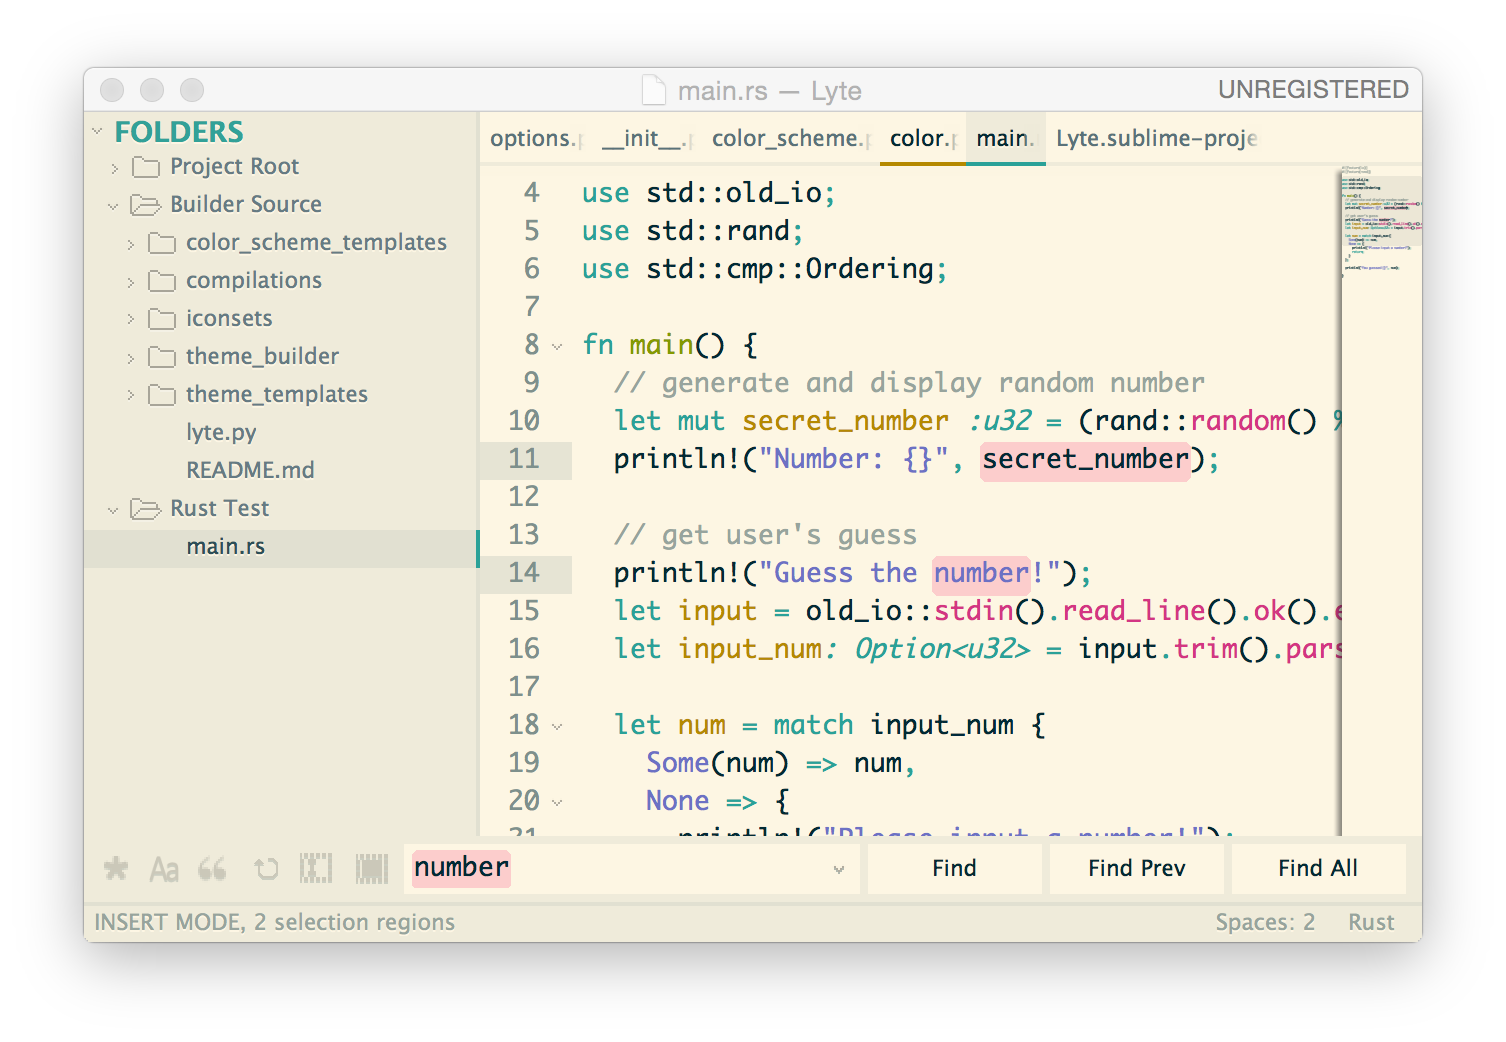 main.rs — Lyte
UNREGISTERED
FOLDERS
Project Root
Builder Source
color_scheme_templates
compilations
iconsets
theme_builder
theme_templates
lyte.py
README.md
Rust Test
main.rs
options.p __init__.p color_scheme.p color.p main. Lyte.sublime-proje
4 use std::old_io;
5 use std::rand;
6 use std::cmp::Ordering;
7
8 fn main() {
9 // generate and display random number
10 let mut secret_number :u32 = (rand::random() %
11 println!("Number: {}", secret_number);
12
13 // get user's guess
14 println!("Guess the number!");
15 let input = old_io::stdin().read_line().ok().e
16 let input_num: Option<u32> = input.trim().pars
17
18 let num = match input_num {
19 Some(num) => num,
20 None => {
21 println!("Please input a number!");
Aa
number
Find
Find Prev
Find All
INSERT MODE, 2 selection regions
Spaces: 2
Rust